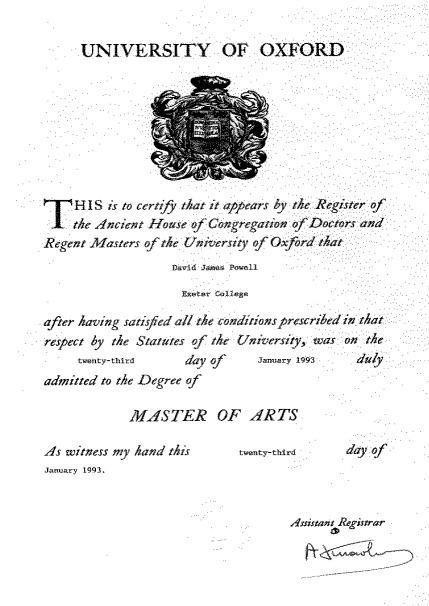 UNIVERSITY OF OXFORD
THIS is to certify that it appears by the Register of
the Ancient House of Congregation of Doctors and
Regent Masters of the University of Oxford that
David James Powell
Exeter College
after having satisfied all the conditions prescribed in that
respect by the Statutes of the University, was on the
twenty-third day of January 1993 duly
admitted to the Degree of
MASTER OF ARTS
As witness my hand this twenty-third day of
January 1993.
Assistant Registrar